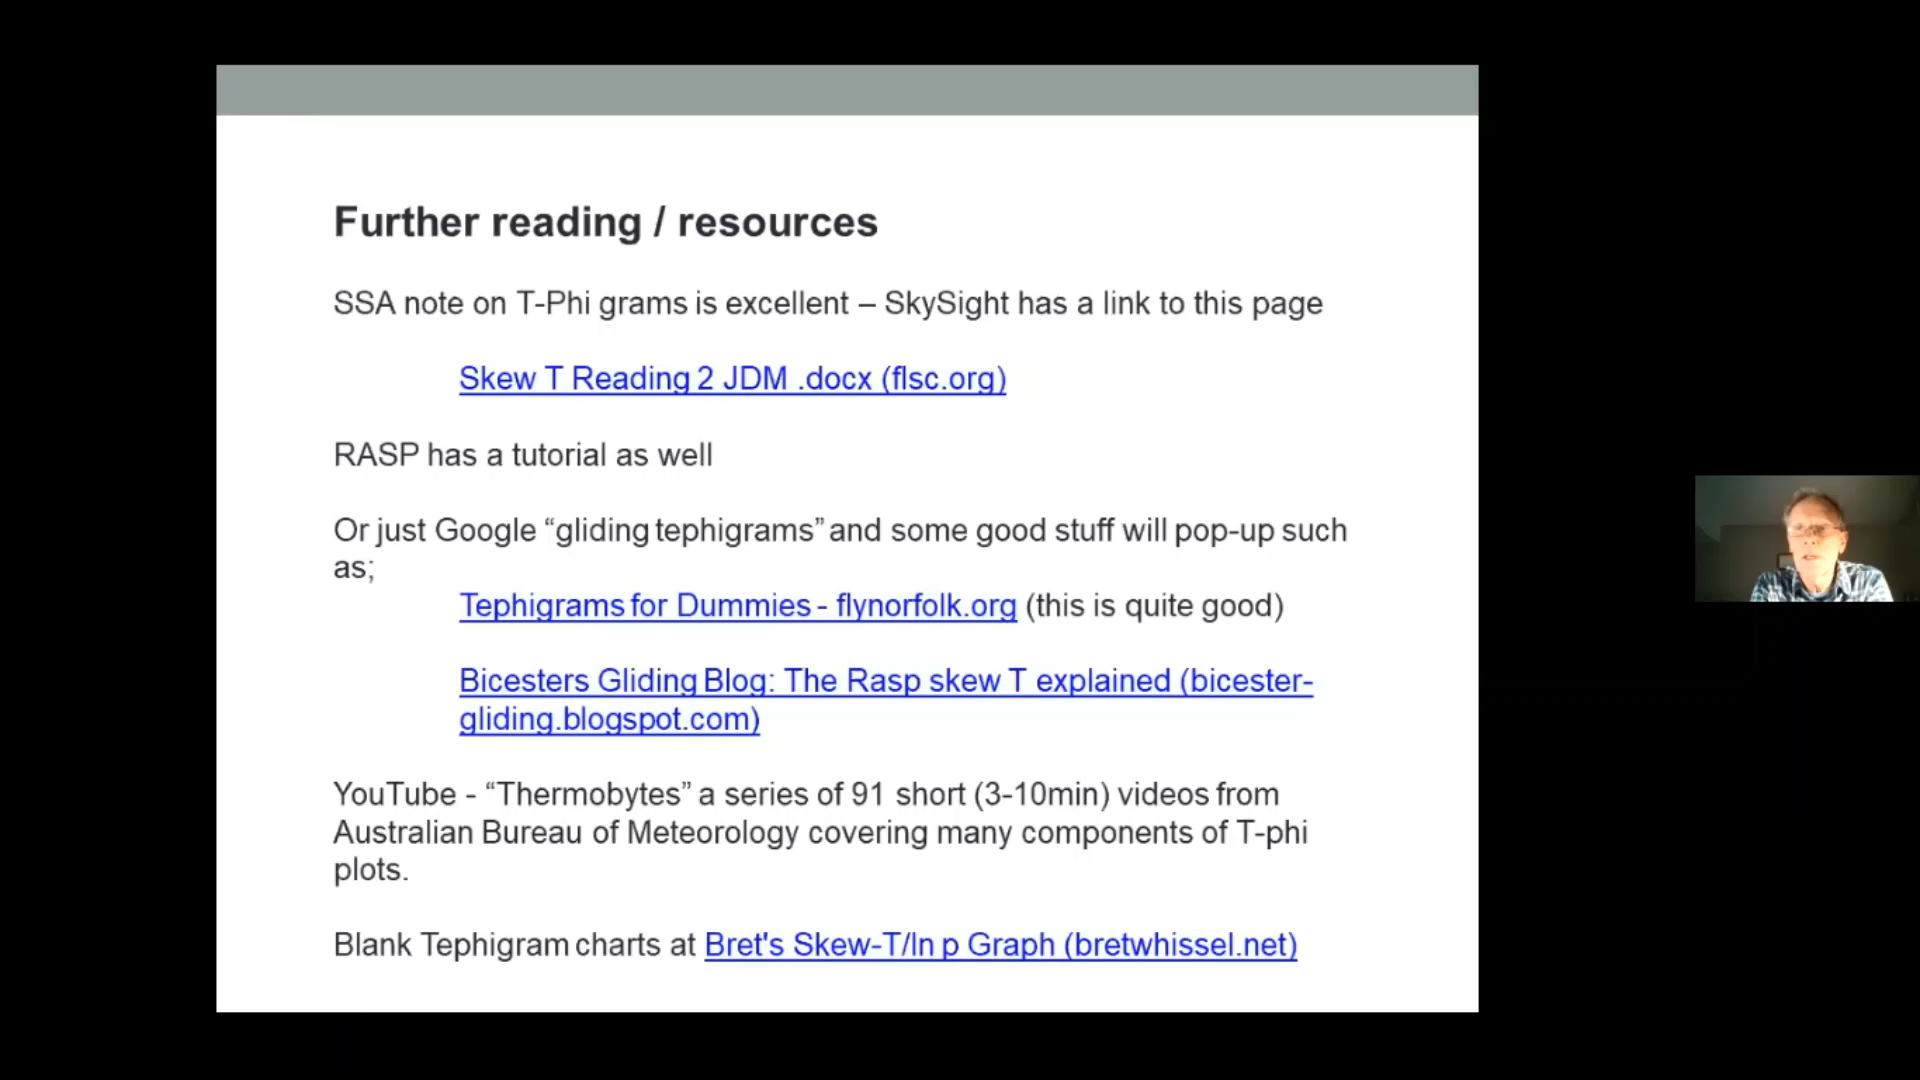 Further reading / resources
SSA note on T-Phi grams is excellent – SkySight has a link to this page
Skew T Reading 2 JDM .docx (flsc.org)
RASP has a tutorial as well
Or just Google “gliding tephigrams” and some good stuff will pop-up such
as;
Tephigrams for Dummies - flynorfolk.org (this is quite good)
Bicesters Gliding Blog: The Rasp skew T explained (bicester-
gliding.blogspot.com)
YouTube - “Thermobytes” a series of 91 short (3-10min) videos from
Australian Bureau of Meteorology covering many components of T-phi
plots.
Blank Tephigram charts at Bret's Skew-T/ln p Graph (bretwhissel.net)